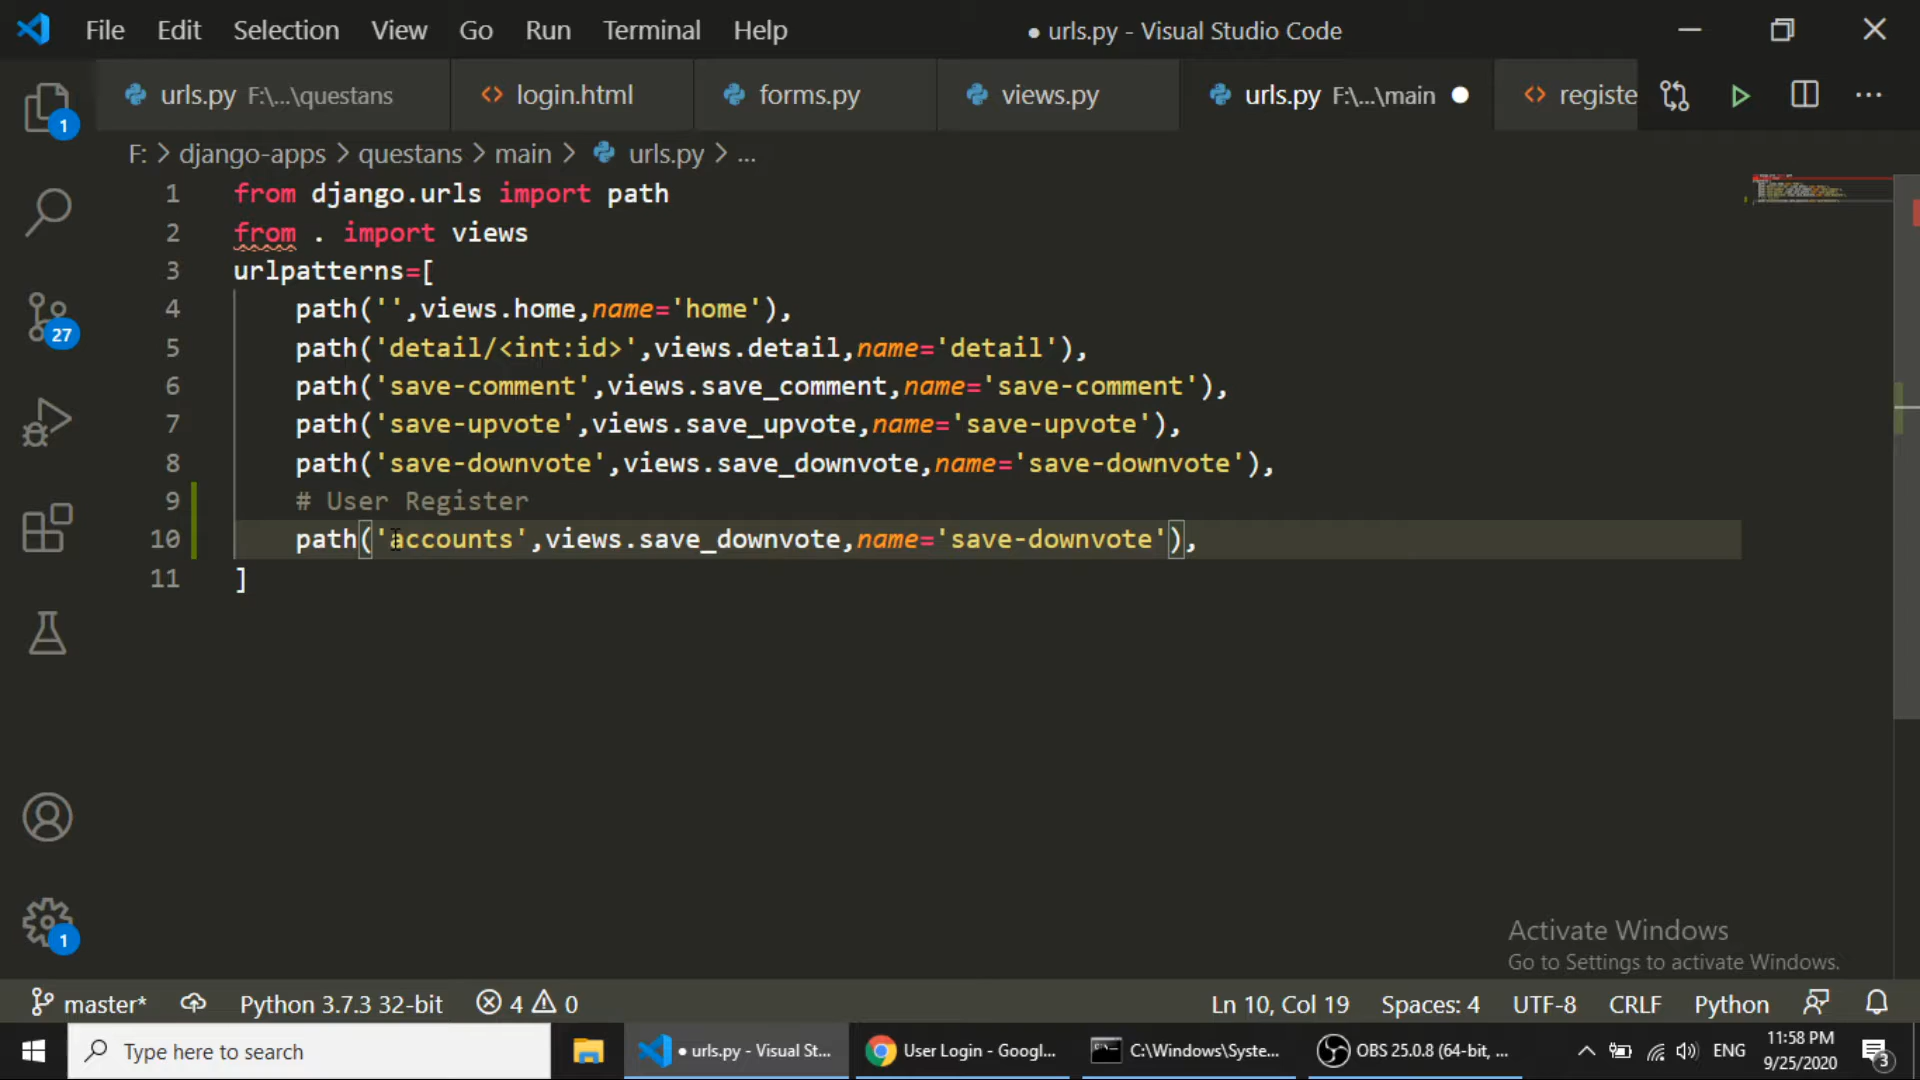 File Edit Selection View Go Run Terminal Help ● urls.py - Visual Studio Code
urls.py F:\...\questans <> login.html forms.py views.py urls.py F:\...\main ● <> registe ...
F: > django-apps > questans > main > urls.py > ...
1 from django.urls import path
2 from . import views
3 urlpatterns=[
4 path('',views.home,name='home'),
5 path('detail/<int:id>',views.detail,name='detail'),
6 path('save-comment',views.save_comment,name='save-comment'),
7 path('save-upvote',views.save_upvote,name='save-upvote'),
8 path('save-downvote',views.save_downvote,name='save-downvote'),
9 # User Register
10 path('accounts',views.save_downvote,name='save-downvote'),
11 ]
1
27
1
Activate Windows
Go to Settings to activate Windows.
master* Python 3.7.3 32-bit 4 0 Ln 10, Col 19 Spaces: 4 UTF-8 CRLF Python
Type here to search ● urls.py - Visual St... User Login - Googl... C:\Windows\Syste... OBS 25.0.8 (64-bit, ... ENG 11:58 PM
9/25/2020 3